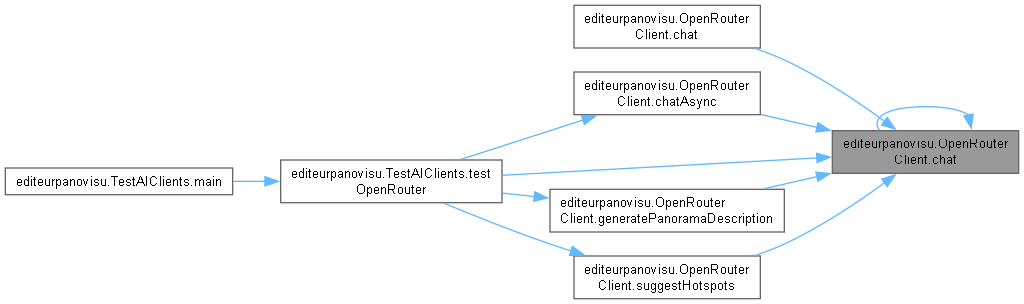 editeurpanovisu.OpenRouter
Client.chat
editeurpanovisu.OpenRouter
Client.chatAsync
editeurpanovisu.OpenRouter
Client.chat
editeurpanovisu.TestAIClients.main
editeurpanovisu.TestAIClients.test
OpenRouter
editeurpanovisu.OpenRouter
Client.generatePanoramaDescription
editeurpanovisu.OpenRouter
Client.suggestHotspots